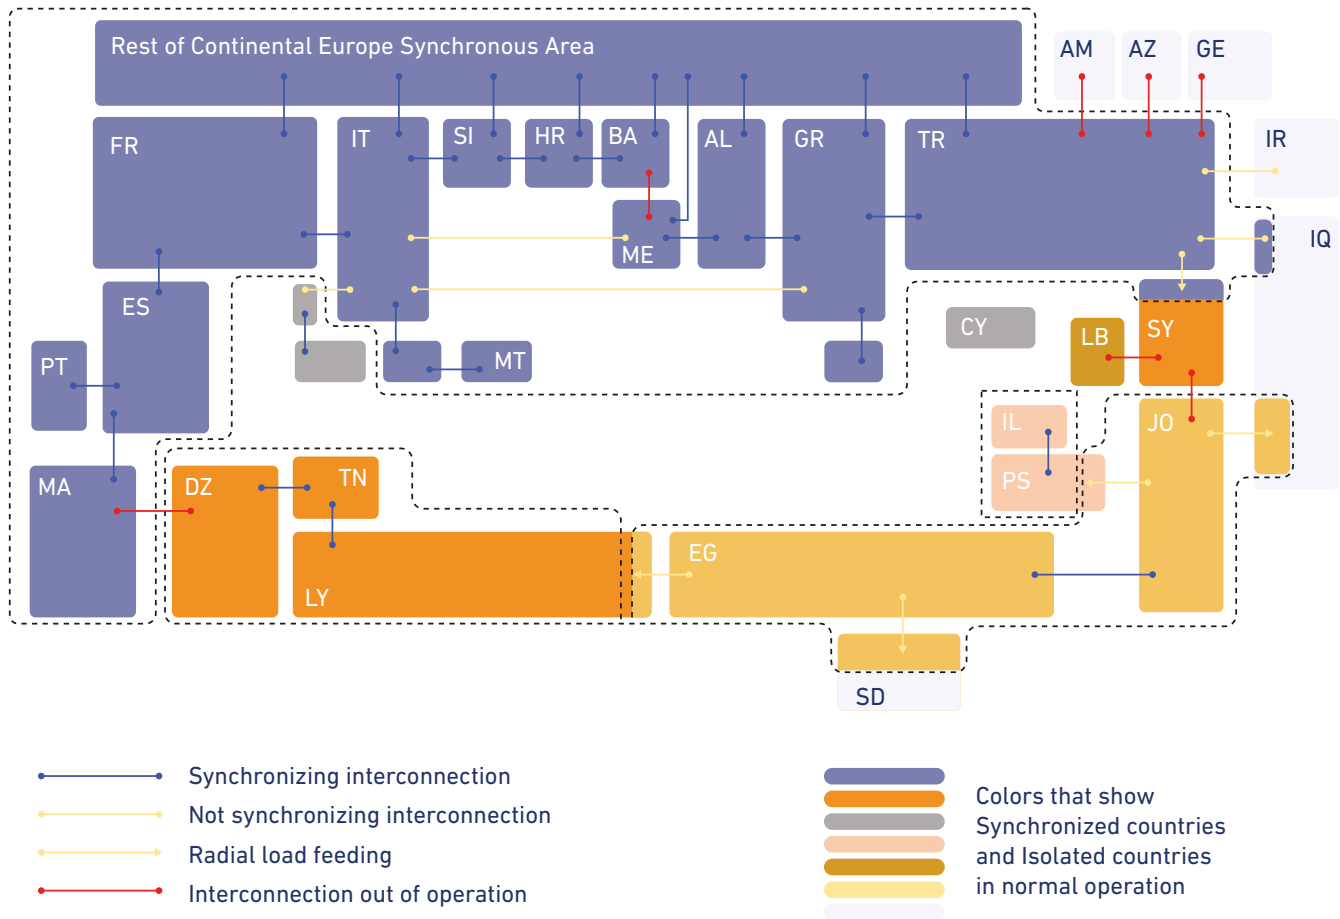 Rest of Continental Europe Synchronous Area
AM
AZ
GE
FR
IT
SI
HR
BA
AL
GR
TR
IR
ME
IQ
ES
PT
MT
CY
LB
SY
IL
JO
PS
MA
DZ
TN
LY
EG
SD
Synchronizing interconnection
Not synchronizing interconnection
Radial load feeding
Interconnection out of operation
Colors that show
Synchronized countries
and Isolated countries
in normal operation